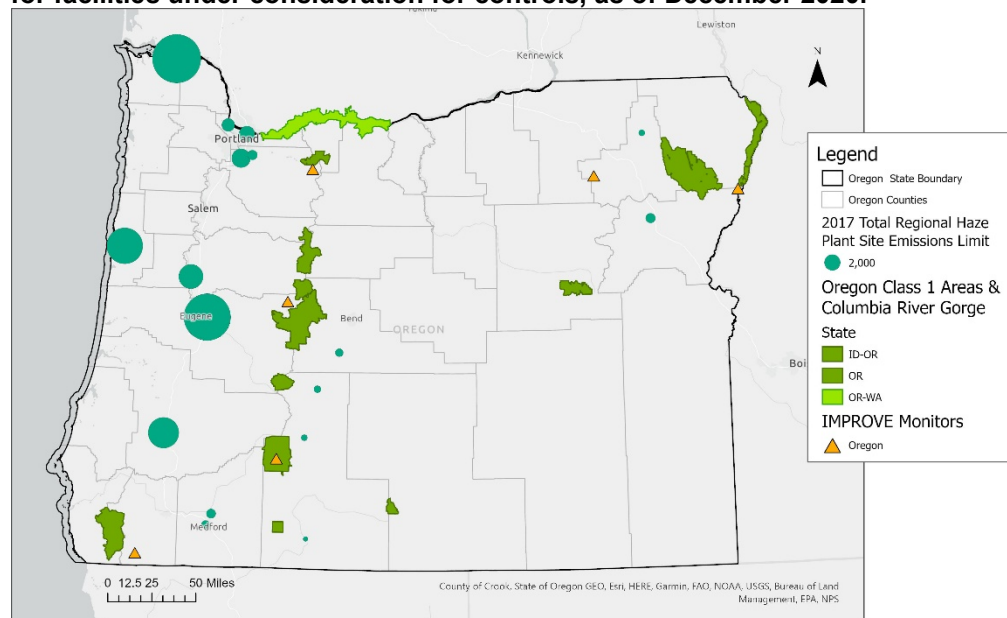 for facilities under consideration for controls, as of December 2020.
Lewiston
Kennewick
N
Portland
Salem
Eugene
Bend
OREGON
Boi
Medford
0 12.5 25 50 Miles
County of Crook, State of Oregon GEO, Esri, HERE, Garmin, FAO, NOAA, USGS, Bureau of Land
Management, EPA, NPS
Legend
Oregon State Boundary
Oregon Counties
2017 Total Regional Haze
Plant Site Emissions Limit
2,000
Oregon Class 1 Areas &
Columbia River Gorge
State
ID-OR
OR
OR-WA
IMPROVE Monitors
Oregon